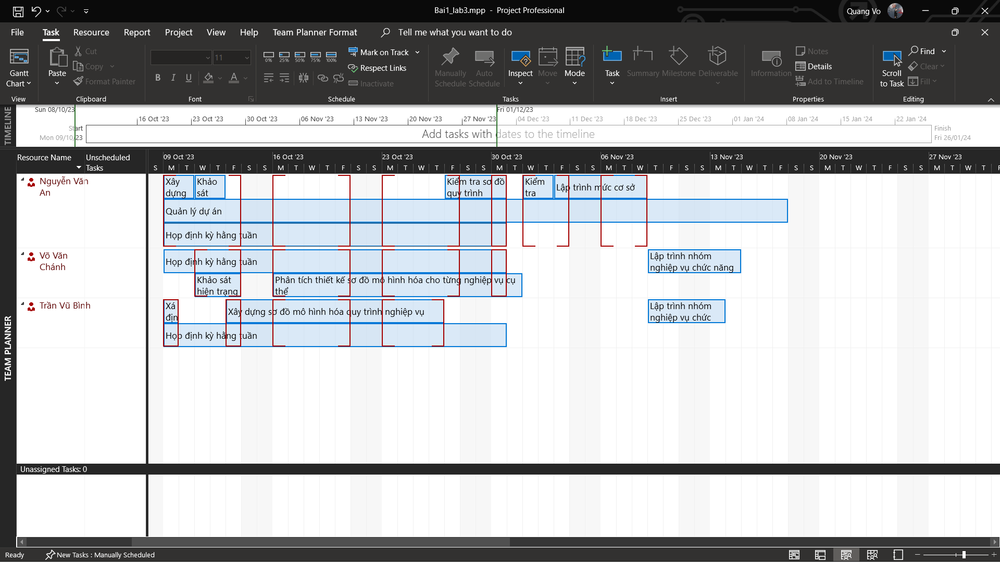 Bai1_lab3.mpp - Project Professional
Quang Vo
File Task Resource Report Project View Help Team Planner Format Tell me what you want to do
Gantt Chart
View
Paste
Cut
Copy
Format Painter
Clipboard
11
B I U A
Font
0% 25% 50% 75% 100%
Mark on Track
Respect Links
Inactivate
Schedule
Manually Schedule
Auto Schedule
Inspect
Move
Mode
Tasks
Task
Summary
Milestone
Deliverable
Insert
Information
Notes
Details
Add to Timeline
Properties
Scroll to Task
Find
Clear
Fill
Editing
TIMELINE
Sun 08/10/23
Fri 01/12/23
16 Oct '23 23 Oct '23 30 Oct '23 06 Nov '23 13 Nov '23 20 Nov '23 27 Nov '23 04 Dec '23 11 Dec '23 18 Dec '23 25 Dec '23 01 Jan '24 08 Jan '24 15 Jan '24 22 Jan '24
Start
Mon 09/10/23
Add tasks with dates to the timeline
Finish
Fri 26/01/24
TEAM PLANNER
Resource Name
Unscheduled Tasks
09 Oct '23 16 Oct '23 23 Oct '23 30 Oct '23 06 Nov '23 13 Nov '23 20 Nov '23 27 Nov '23
S M T W T F S S M T W T F S S M T W T F S S M T W T F S S M T W T F S S M T W T F S S M T W T F S S M T W T F
Nguyễn Văn
An
Xây
dựng
Khảo
sát
Kiểm tra sơ đồ
quy trình
Kiểm
tra
Lập trình mức cơ sở
Quản lý dự án
Họp định kỳ hằng tuần
Võ Văn
Chánh
Họp định kỳ hằng tuần
Lập trình nhóm
nghiệp vụ chức năng
Khảo sát
hiện trạng
Phân tích thiết kế sơ đồ mô hình hóa cho từng nghiệp vụ cụ
thể
Trần Vũ Bình
Xá
địn
Xây dựng sơ đồ mô hình hóa quy trình nghiệp vụ
Lập trình nhóm
nghiệp vụ chức
Họp định kỳ hằng tuần
Unassigned Tasks: 0
Ready
New Tasks : Manually Scheduled